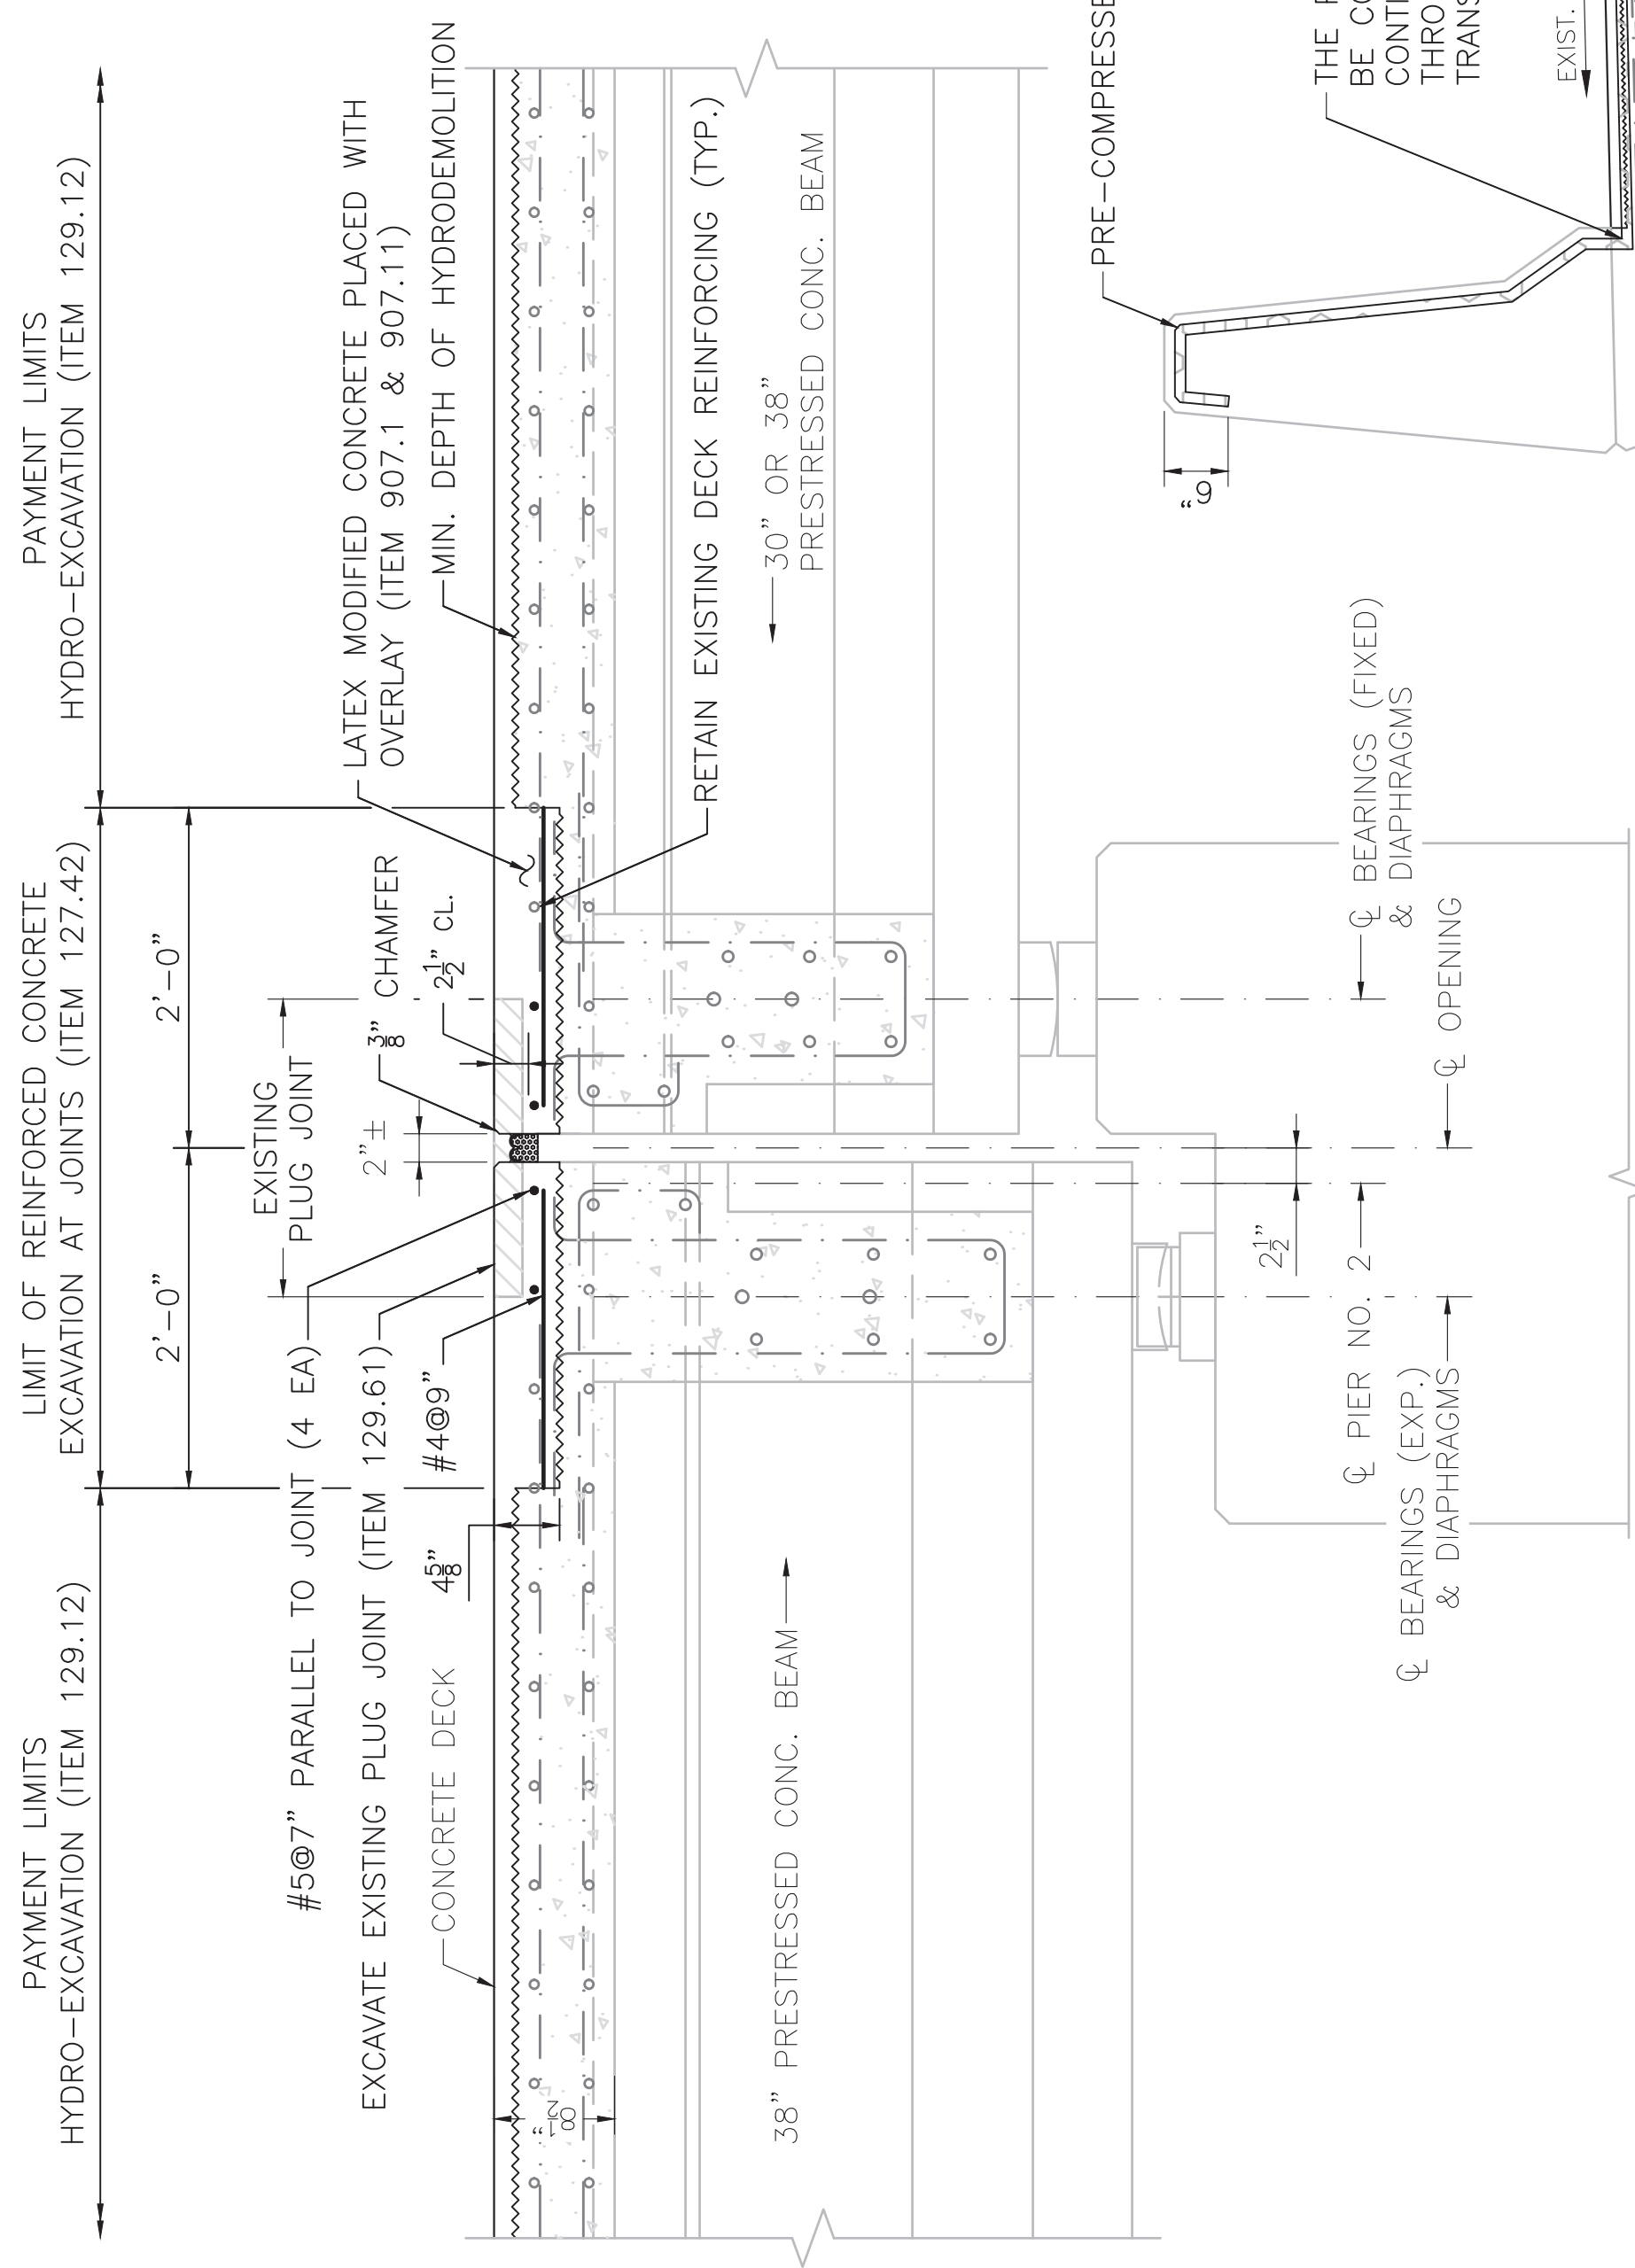 PAYMENT LIMITS
HYDRO-EXCAVATION (ITEM 129.12)
LIMIT OF REINFORCED CONCRETE
EXCAVATION AT JOINTS (ITEM 127.42)
PAYMENT LIMITS
HYDRO-EXCAVATION (ITEM 129.12)
2'-0"
2'-0"
EXISTING
PLUG JOINT
#5@7" PARALLEL TO JOINT (4 EA)
EXCAVATE EXISTING PLUG JOINT (ITEM 129.61)
CONCRETE DECK
#4@9"
4 5/8"
2"±
3/8" CHAMFER
2 1/2" CL.
LATEX MODIFIED CONCRETE PLACED WITH
OVERLAY (ITEM 907.1 & 907.11)
MIN. DEPTH OF HYDRODEMOLITION
8 1/2"
RETAIN EXISTING DECK REINFORCING (TYP.)
38" PRESTRESSED CONC. BEAM
30" OR 38"
PRESTRESSED CONC. BEAM
2 1/2"
℄ PIER NO. 2
℄ BEARINGS (EXP.)
& DIAPHRAGMS
℄ BEARINGS (FIXED)
& DIAPHRAGMS
℄ OPENING
PRE-COMPRESSE
6"
THE
BE
CONTI
THRO
TRANS
EXIST.